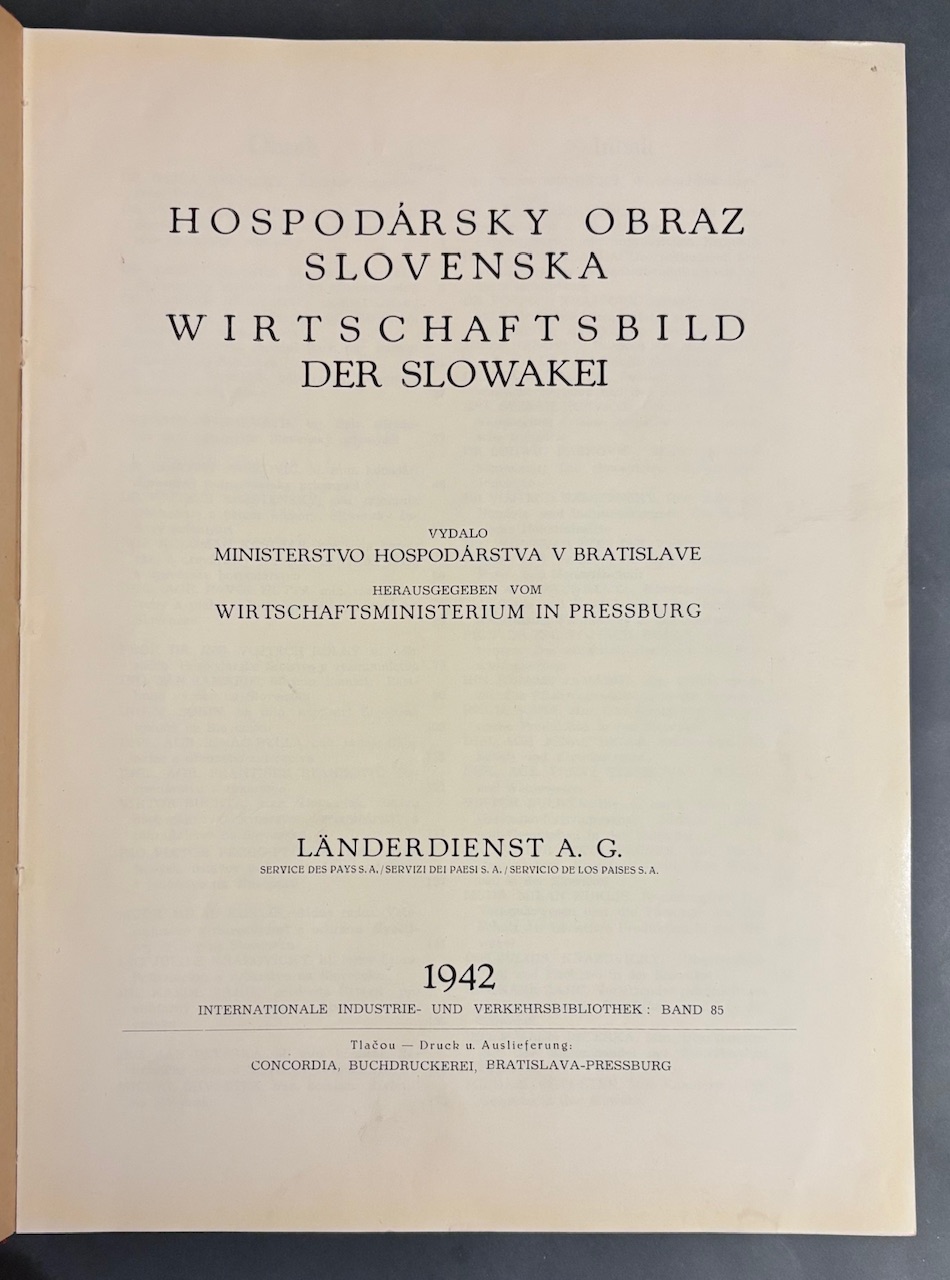 HOSPODÁRSKY OBRAZ
SLOVENSKA
WIRTSCHAFTSBILD
DER SLOWAKEI
VYDALO
MINISTERSTVO HOSPODÁRSTVA V BRATISLAVE
HERAUSGEGEBEN VOM
WIRTSCHAFTSMINISTERIUM IN PRESSBURG
LÄNDERDIENST A. G.
SERVICE DES PAYS S. A. / SERVIZI DEI PAESI S. A. / SERVICIO DE LOS PAISES S. A.
1942
INTERNATIONALE INDUSTRIE- UND VERKEHRSBIBLIOTHEK: BAND 85
Tlačou — Druck u. Auslieferung:
CONCORDIA, BUCHDRUCKEREI, BRATISLAVA-PRESSBURG